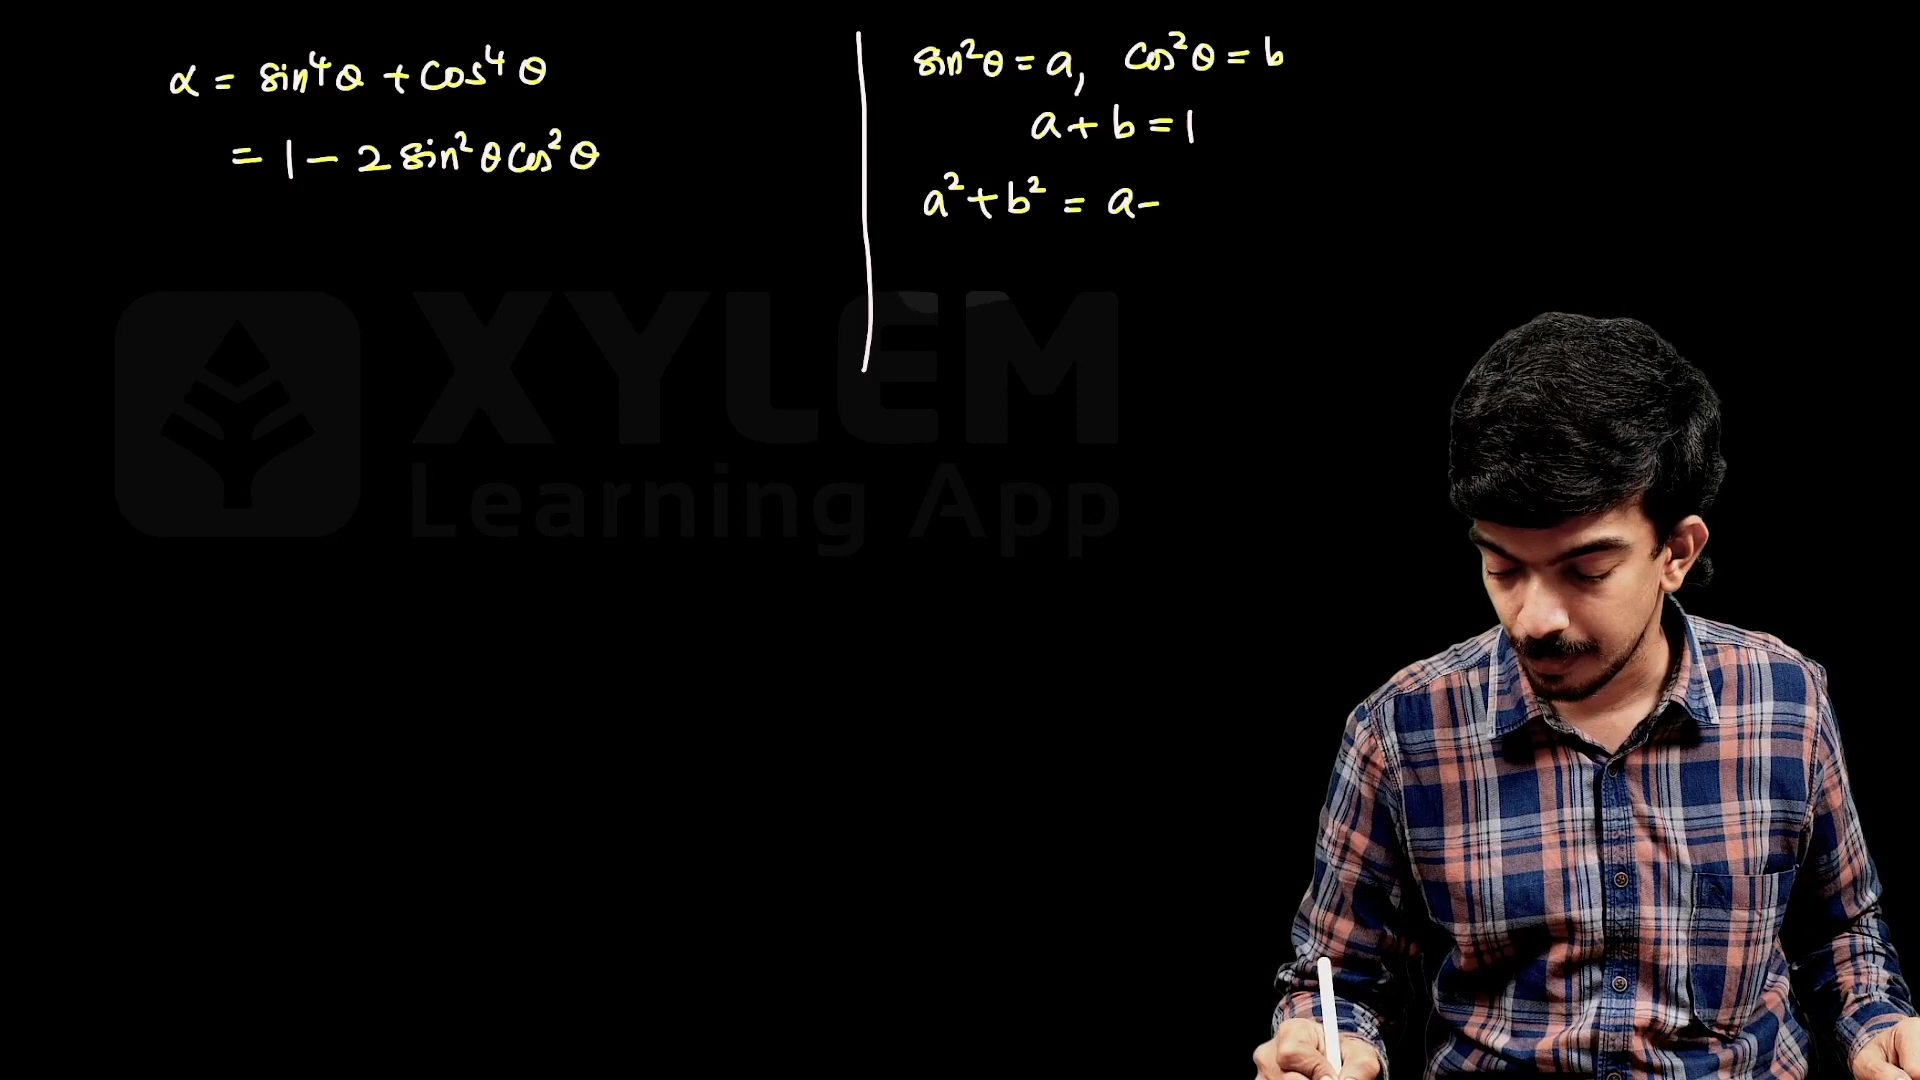 α = sin⁴θ + cos⁴θ
= 1 - 2 sin²θ cos²θ
sin²θ = a, cos²θ = b
a + b = 1
a² + b² = a-
XYLEM
Learning App